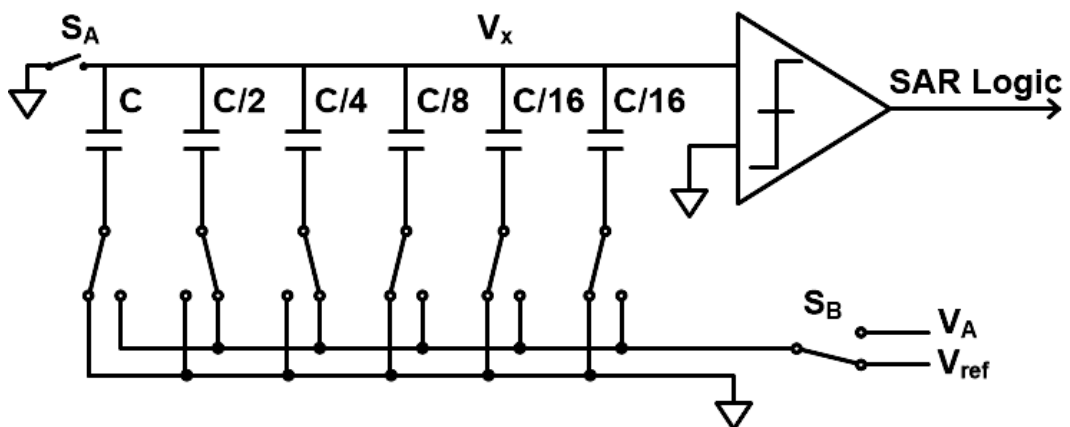 S_A
V_x
C
C/2
C/4
C/8
C/16
C/16
SAR Logic
S_B
V_A
V_ref